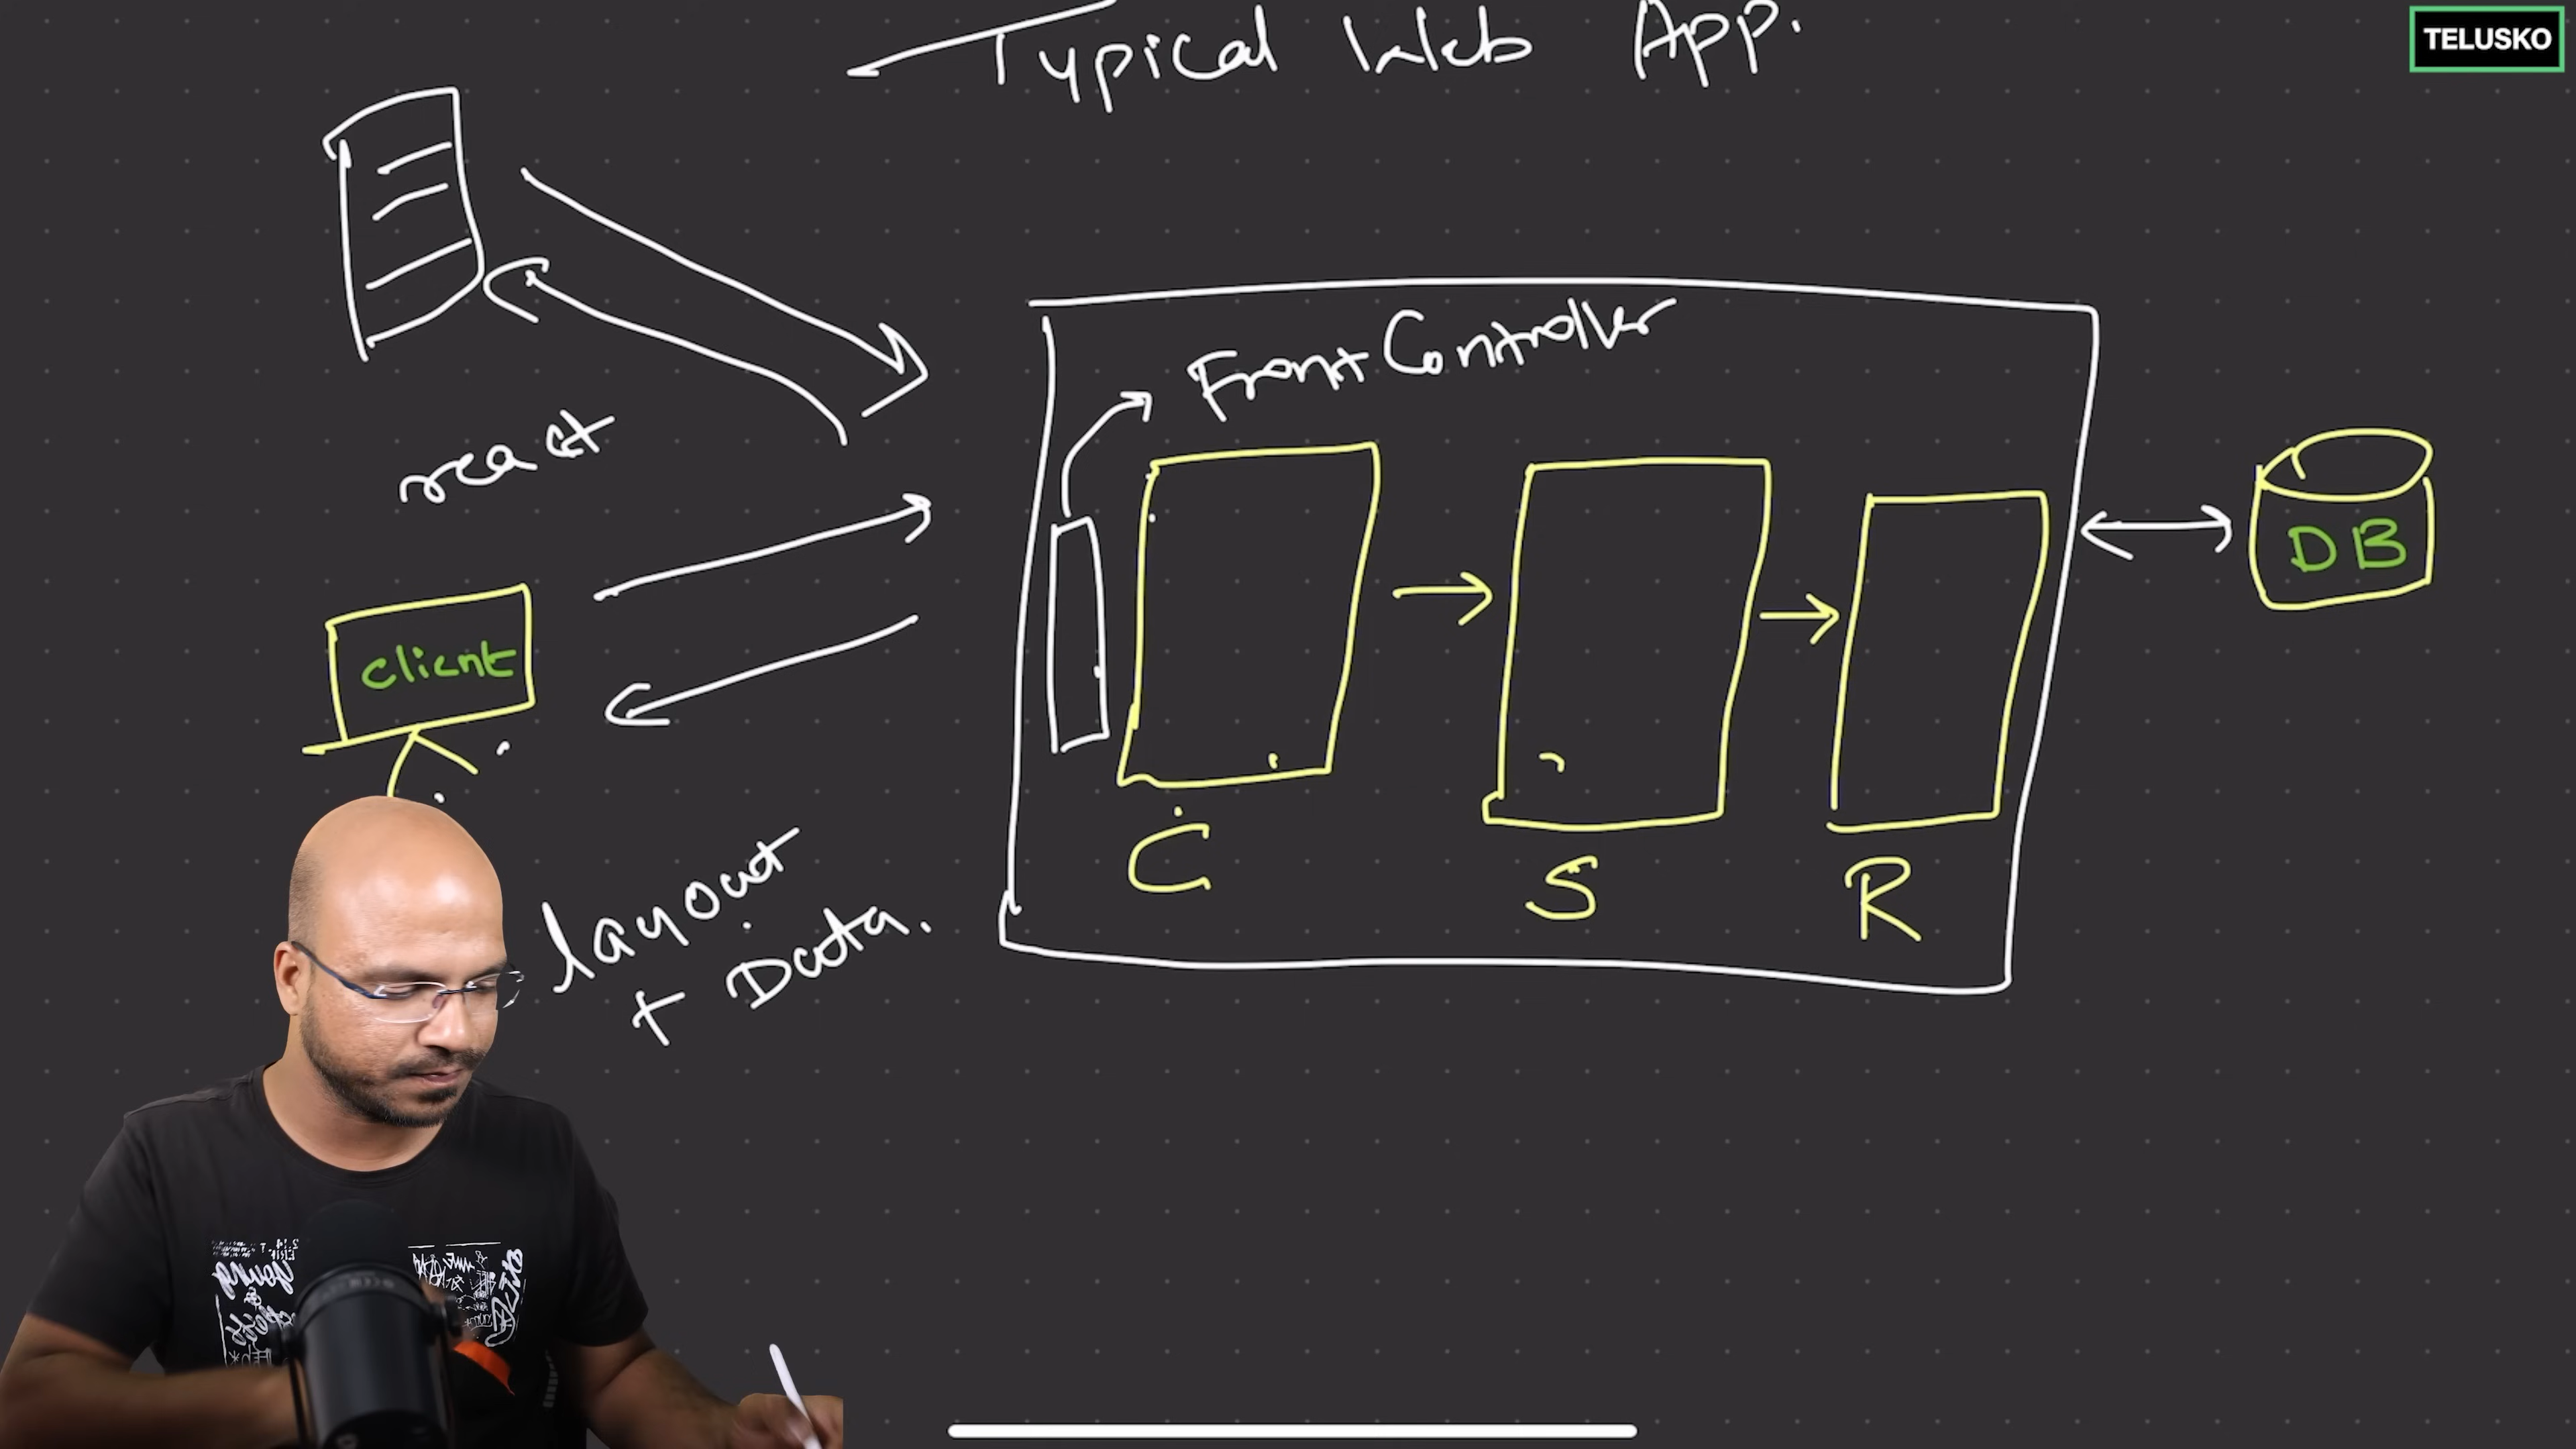 Typical Web App.
TELUSKO
Front Controller
react
client
DB
C
S
R
layout
+ Data.